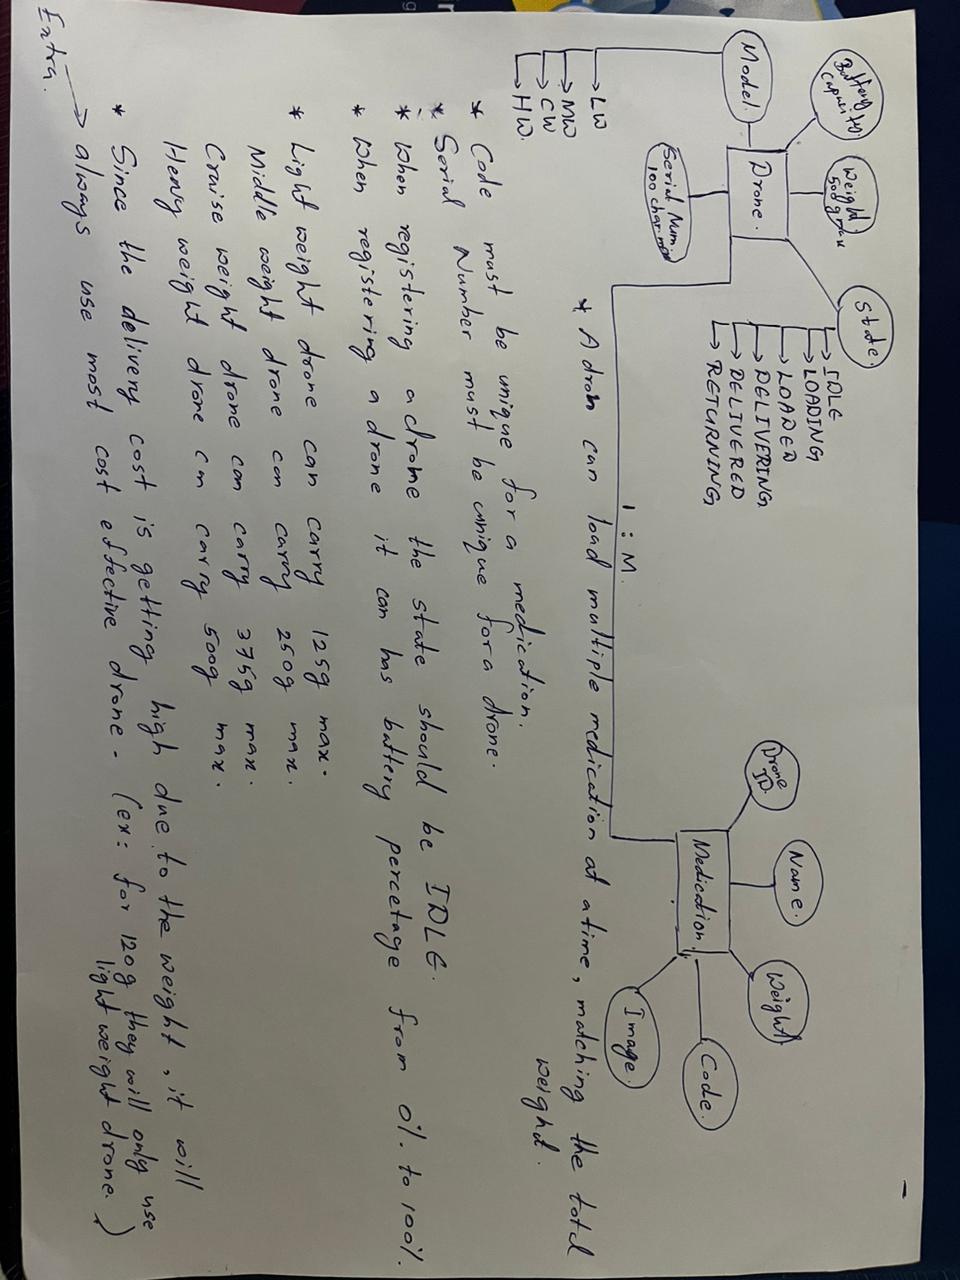 Battery
Capacity.
Weight
500g max
State.
IDLE
LOADING
LOADED
DELIVERING
DELIVERED
RETURNING
Model.
Drone.
Serial Num.
100 char. max
LW
MW
CW
HW.
Drone
ID.
Name.
Weight
Medication.
Code.
Image.
1 : M.
* A dron can load multiple medication at a time, matching the total
weight.
* Code must be unique for a medication.
* Serial Number must be unique for a drone.
* When registering a drone the state should be IDLE.
* When registering a drone it can has battery percetage from 0%. to 100%.
* Light weight drone can carry 125g max.
Middle weight drone can carry 250g max.
Cruise weight drone can carry 375g max.
Heavy weight drone can carry 500g max.
* Since the delivery cost is getting high due to the weight, it will
always use most cost effective drone. (ex: for 120g they will only use
light weight drone.)
Extra.